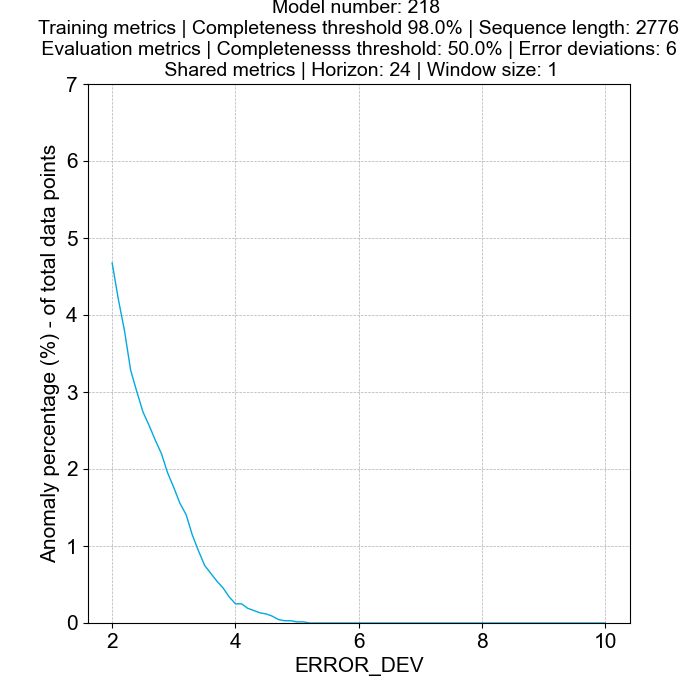 Model number: 218
Training metrics | Completeness threshold 98.0% | Sequence length: 2776
Evaluation metrics | Completenesss threshold: 50.0% | Error deviations: 6
Shared metrics | Horizon: 24 | Window size: 1
7
6
5
4
3
2
1
0
Anomaly percentage (%) - of total data points
2 4 6 8 10
ERROR_DEV